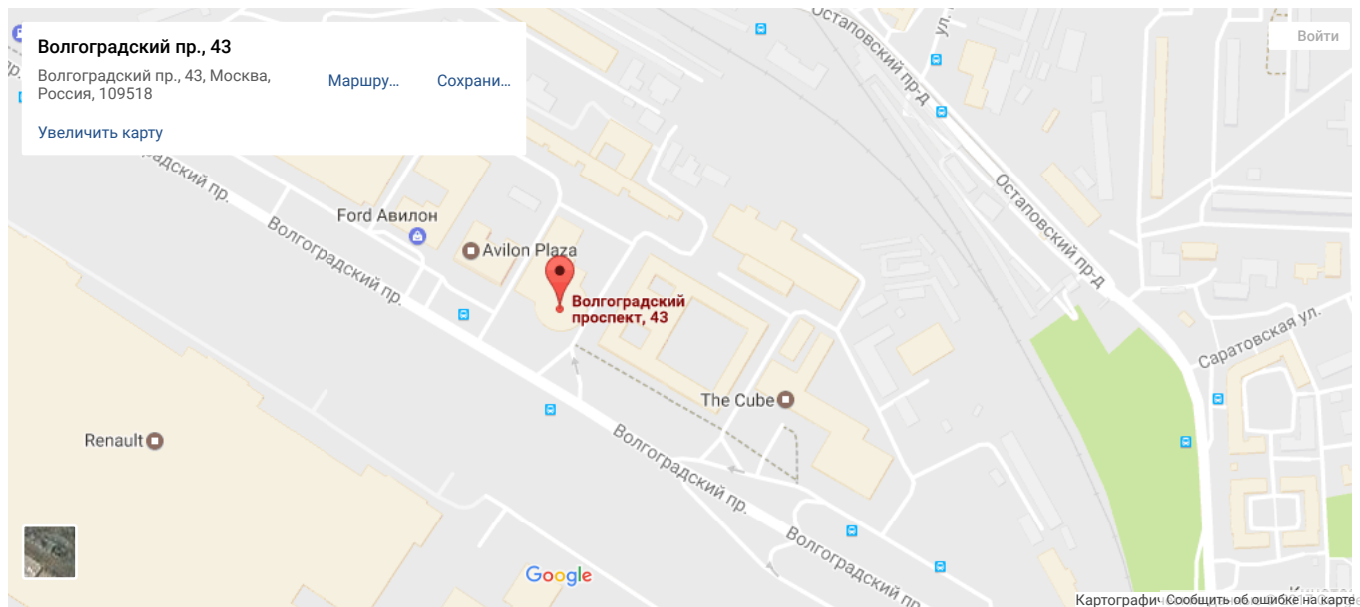 Волгоградский пр., 43
Волгоградский пр., 43, Москва,
Россия, 109518
Маршру...
Сохрани...
Увеличить карту
Войти
Остаповский пр-д
ул.
Остаповский пр-д
Волгоградский пр.
Ford Авилон
Avilon Plaza
Волгоградский
проспект, 43
Саратовская ул.
The Cube
Renault
Волгоградский пр.
Волгоградский пр.
Google
Картографич
Сообщить об ошибке на карте